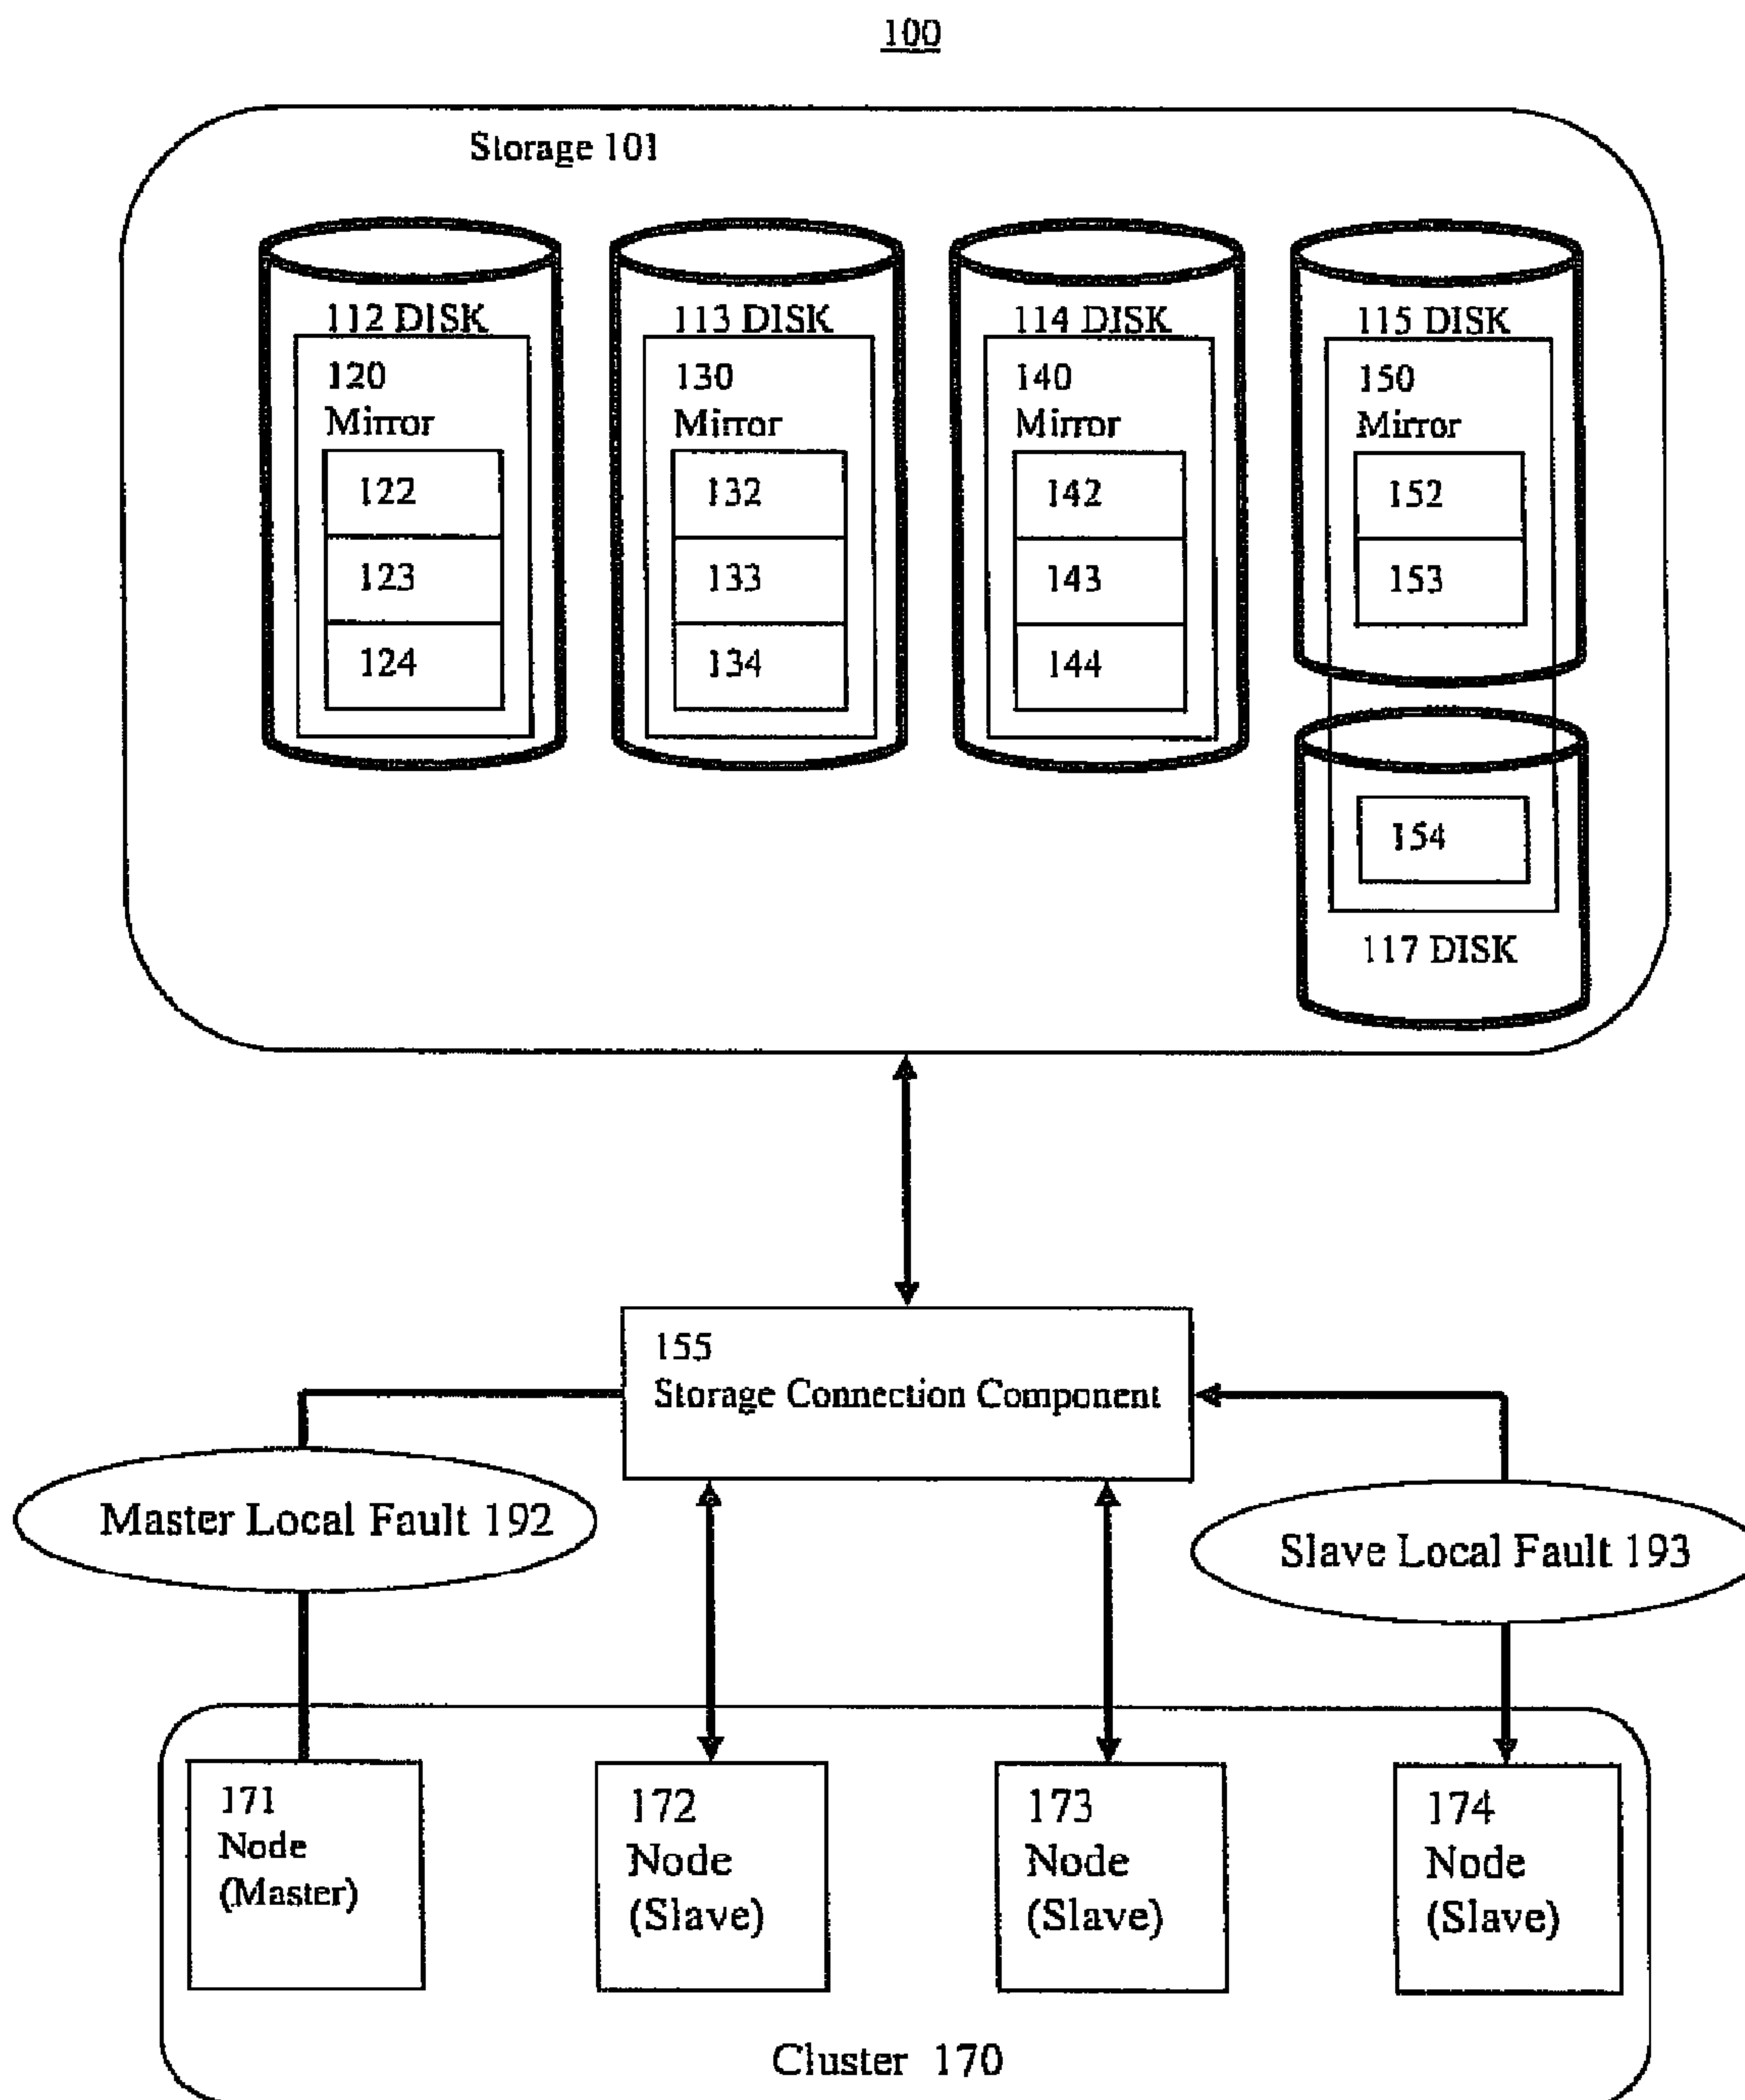 100
Storage 101
112 DISK
120
Mirror
122
123
124
113 DISK
130
Mirror
132
133
134
114 DISK
140
Mirror
142
143
144
115 DISK
150
Mirror
152
153
154
117 DISK
155
Storage Connection Component
Master Local Fault 192
Slave Local Fault 193
171
Node
(Master)
172
Node
(Slave)
173
Node
(Slave)
174
Node
(Slave)
Cluster 170